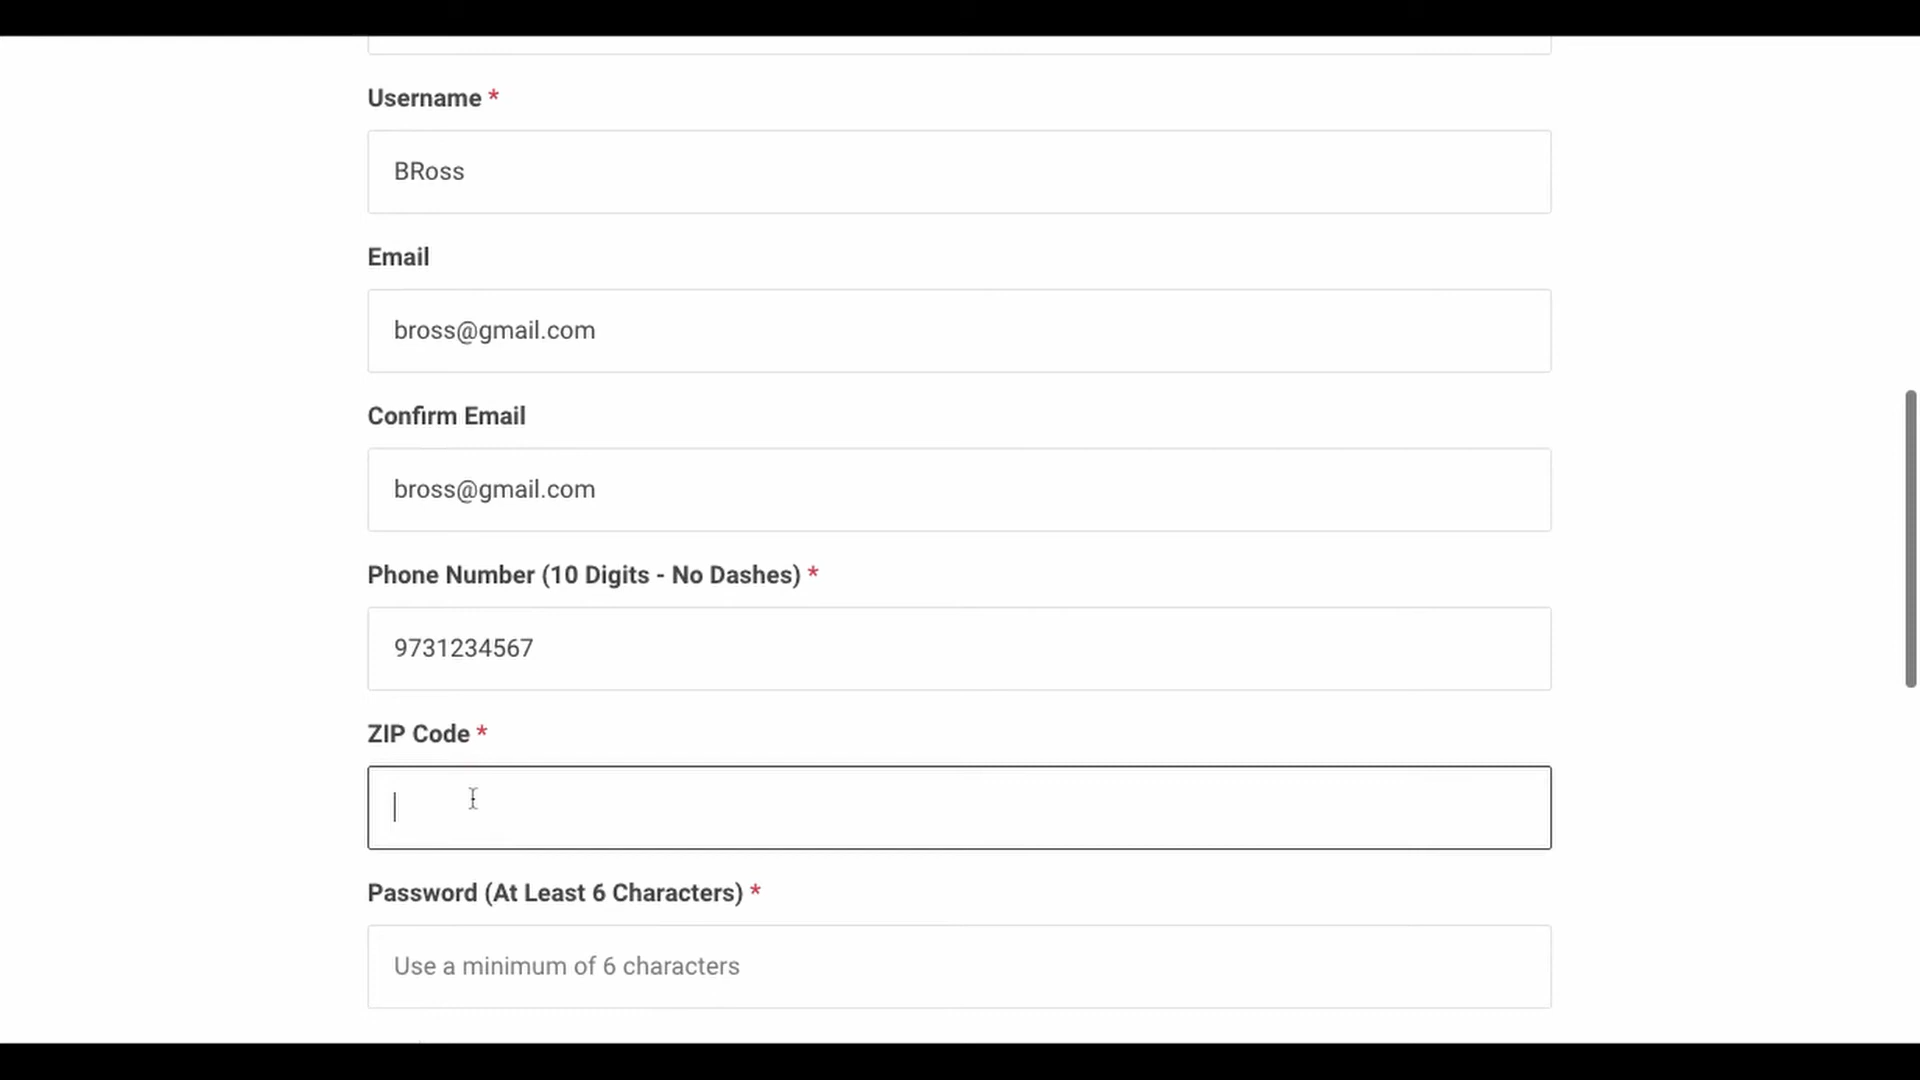 Username *
BRoss
Email
bross@gmail.com
Confirm Email
bross@gmail.com
Phone Number (10 Digits - No Dashes) *
9731234567
ZIP Code *
Password (At Least 6 Characters) *
Use a minimum of 6 characters